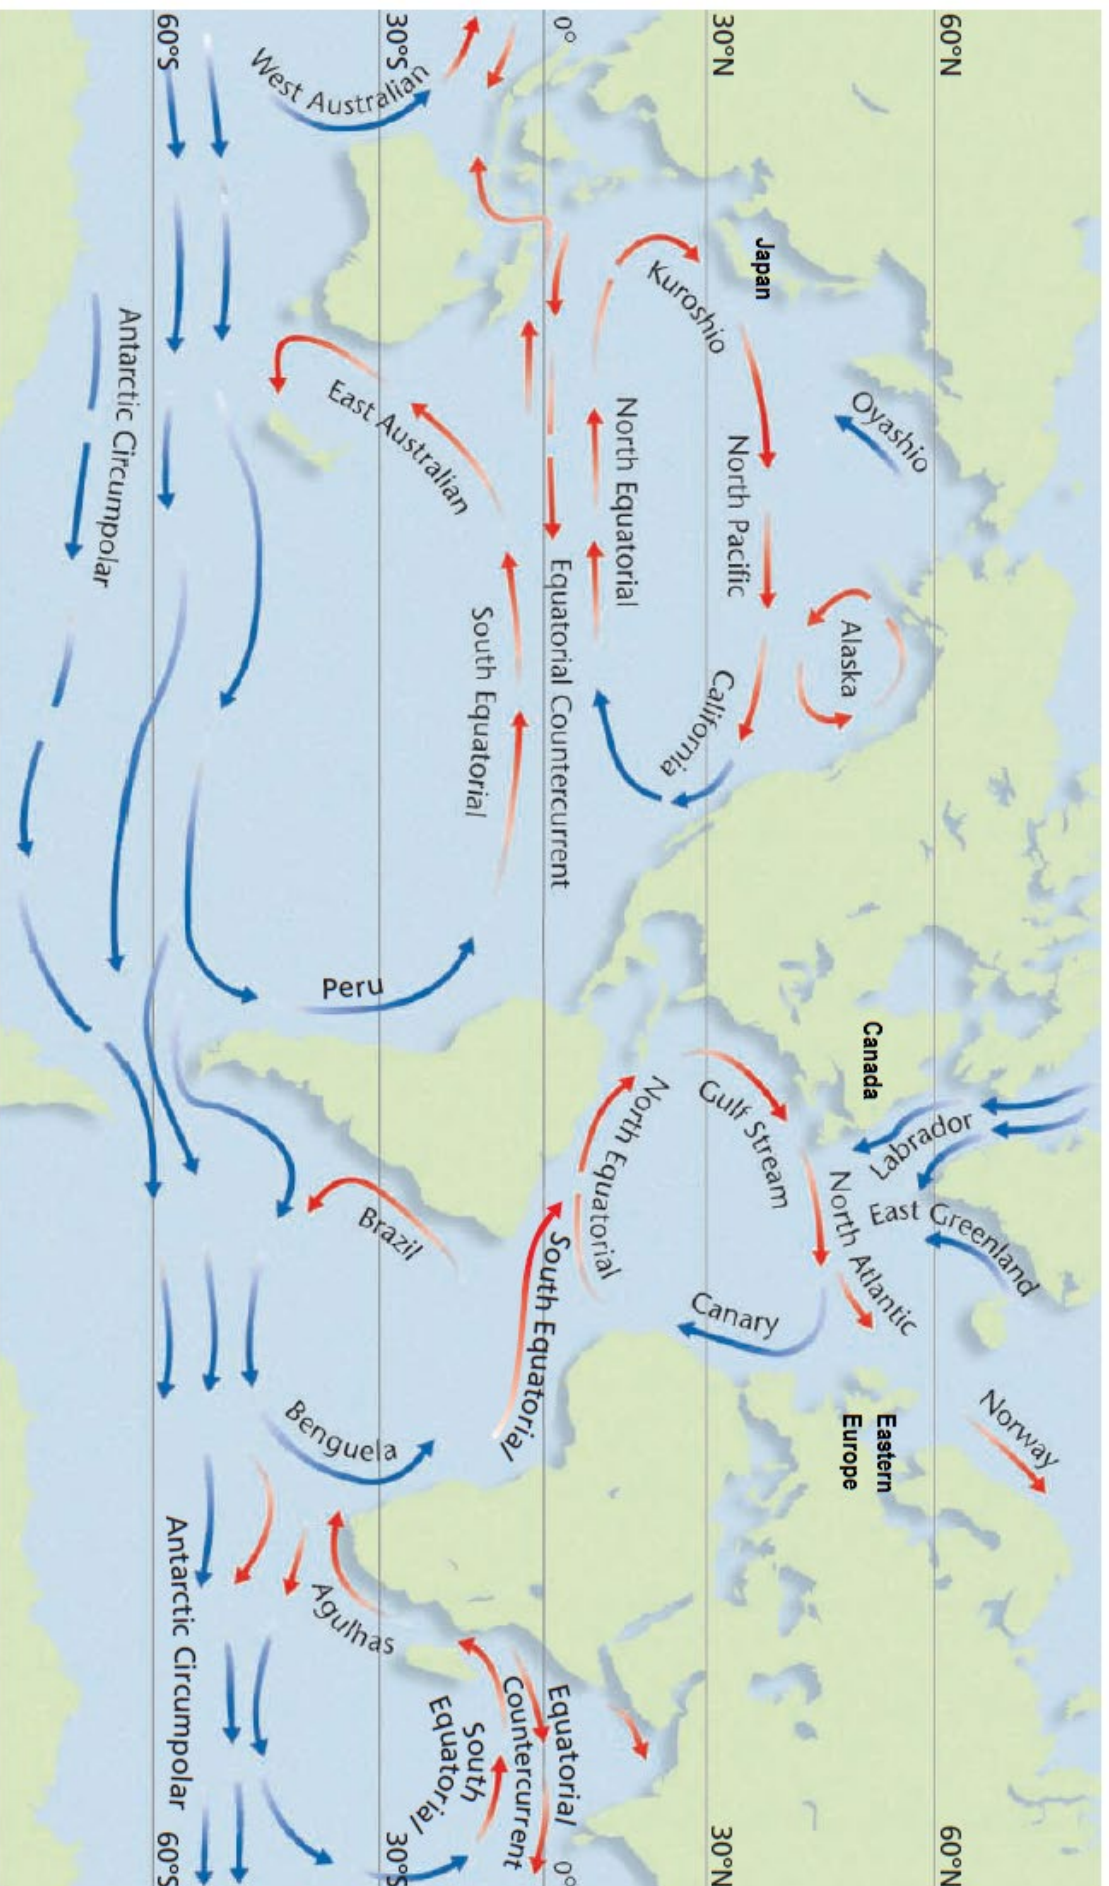 60°N
60°N
Norway
East Greenland
Labrador
Oyashio
Alaska
Canada
Eastern
Europe
Japan
North Pacific
North Atlantic
30°N
30°N
Kuroshio
California
Gulf Stream
Canary
North Equatorial
North Equatorial
0°
0°
Equatorial Countercurrent
South Equatorial
South Equatorial
Equatorial
Countercurrent
South
Equatorial
30°S
30°S
West Australian
East Australian
Peru
Brazil
Benguela
Agulhas
60°S
60°S
Antarctic Circumpolar
Antarctic Circumpolar